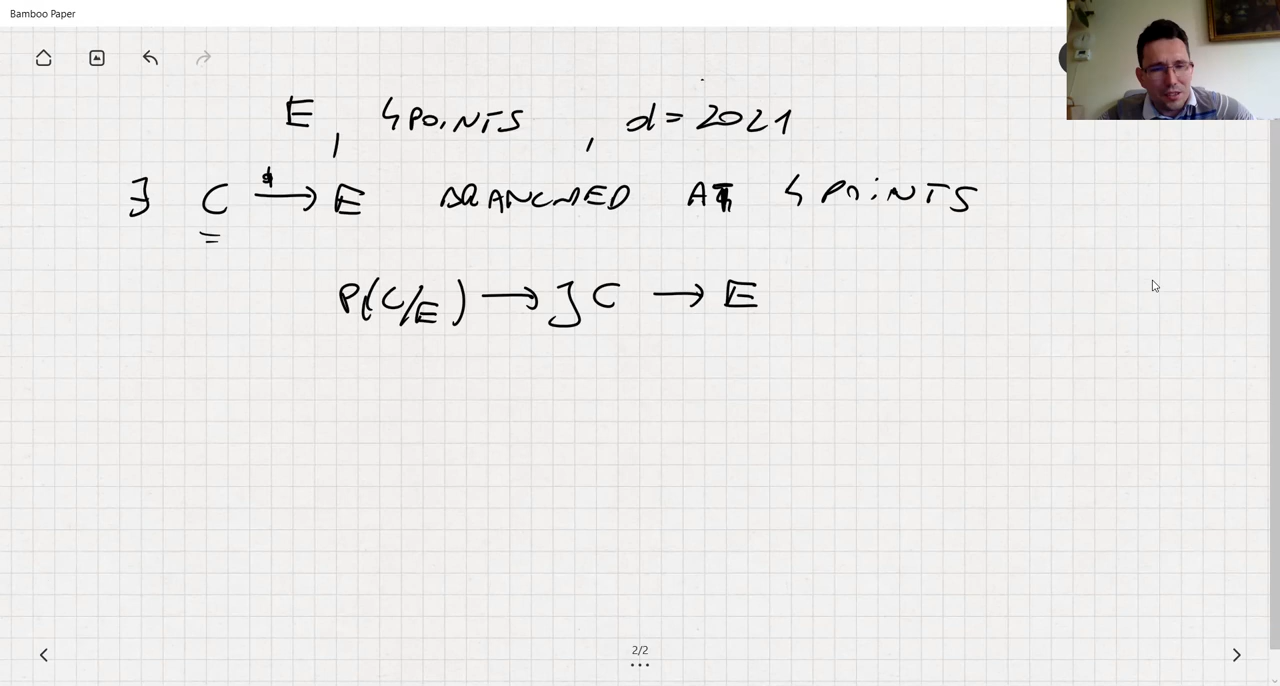 Bamboo Paper
E, 4 POINTS, d = 2021
∃ C → E BRANCHED AT 4 POINTS
P(C/E) → JC → E
2/2